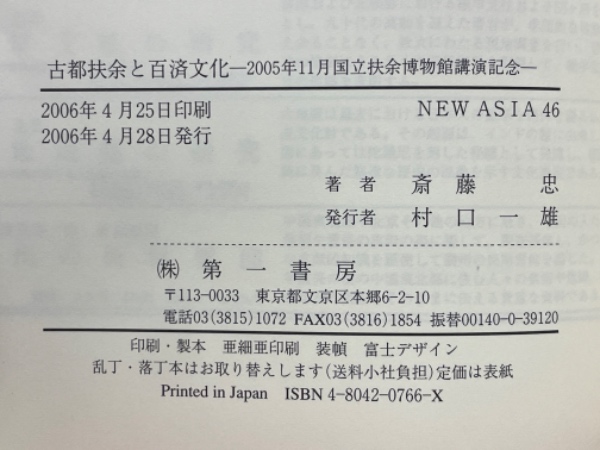 古都扶余と百済文化―2005年11月国立扶余博物館講演記念―
2006年4月25日印刷 NEW ASIA 46
2006年4月28日発行
著者 斎藤 忠
発行者 村口一雄
㈱ 第一書房
〒113-0033 東京都文京区本郷6-2-10
電話03(3815)1072 FAX03(3816)1854 振替00140-0-39120
印刷・製本 亜細亜印刷 装幀 富士デザイン
乱丁・落丁本はお取り替えします(送料小社負担)定価は表紙
Printed in Japan ISBN 4-8042-0766-X